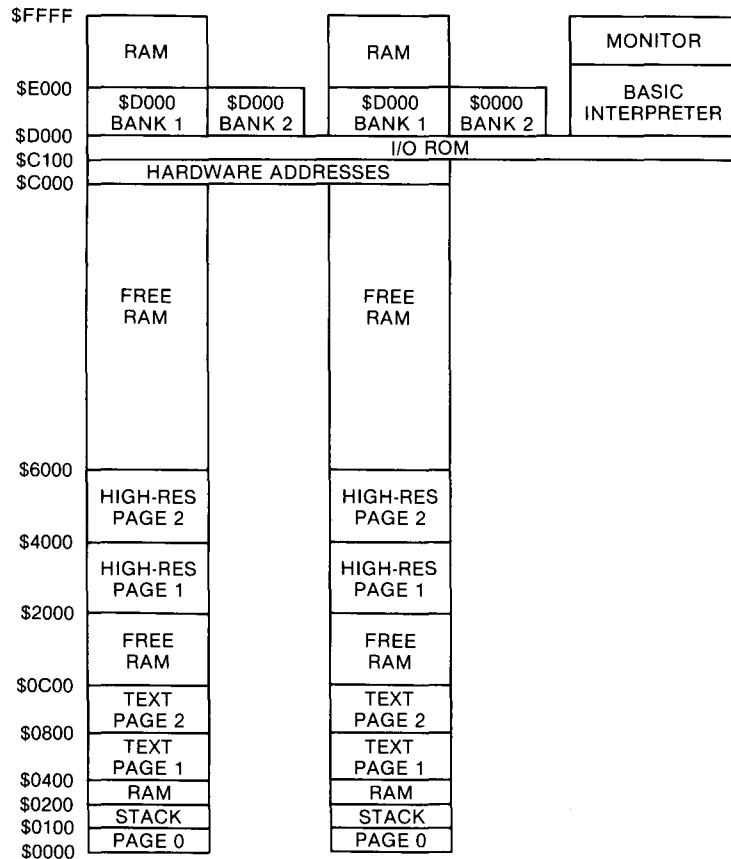 $FFFF
RAM
RAM
MONITOR
$E000
$D000
BANK 1
$D000
BANK 2
$D000
BANK 1
$0000
BANK 2
BASIC
INTERPRETER
$D000
I/O ROM
$C100
HARDWARE ADDRESSES
$C000
FREE
RAM
FREE
RAM
$6000
HIGH-RES
PAGE 2
HIGH-RES
PAGE 2
$4000
HIGH-RES
PAGE 1
HIGH-RES
PAGE 1
$2000
FREE
RAM
FREE
RAM
$0C00
TEXT
PAGE 2
TEXT
PAGE 2
$0800
TEXT
PAGE 1
TEXT
PAGE 1
$0400
RAM
RAM
$0200
STACK
STACK
$0100
PAGE 0
PAGE 0
$0000